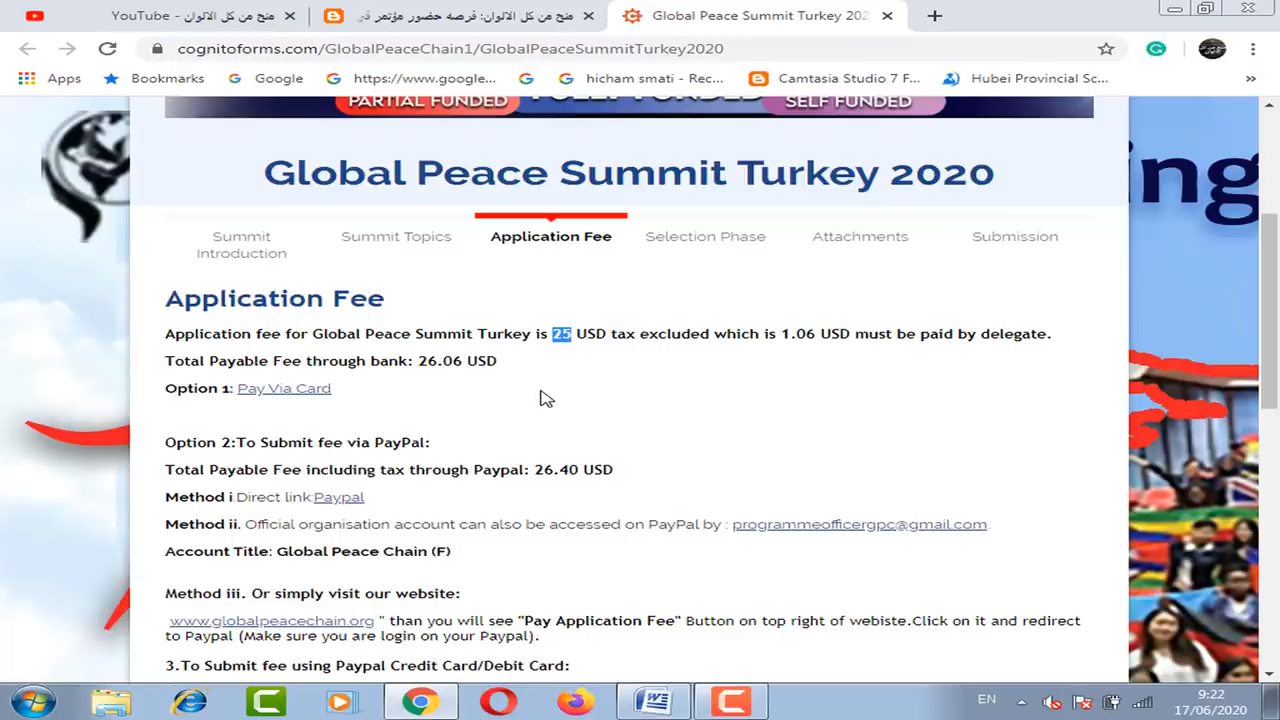 YouTube - منح من كل الالوان
منح من كل الالوان: فرصه حضور مؤتمر في
Global Peace Summit Turkey 202
cognitoforms.com/GlobalPeaceChain1/GlobalPeaceSummitTurkey2020
Apps
Bookmarks
Google
https://www.google...
hicham smati - Rec...
Camtasia Studio 7 F...
Hubei Provincial Sc...
»
PARTIAL FUNDED
FULLY FUNDED
SELF FUNDED
ing
Global Peace Summit Turkey 2020
Summit Introduction
Summit Topics
Application Fee
Selection Phase
Attachments
Submission
Application Fee
Application fee for Global Peace Summit Turkey is 25 USD tax excluded which is 1.06 USD must be paid by delegate.
Total Payable Fee through bank: 26.06 USD
Option 1: Pay Via Card
Option 2:To Submit fee via PayPal:
Total Payable Fee including tax through Paypal: 26.40 USD
Method i.Direct link:Paypal
Method ii. Official organisation account can also be accessed on PayPal by : programmeofficergpc@gmail.com.
Account Title: Global Peace Chain (F)
Method iii. Or simply visit our website:
www.globalpeacechain.org " than you will see "Pay Application Fee" Button on top right of webiste.Click on it and redirect
to Paypal (Make sure you are login on your Paypal).
3.To Submit fee using Paypal Credit Card/Debit Card:
EN
9:22
17/06/2020